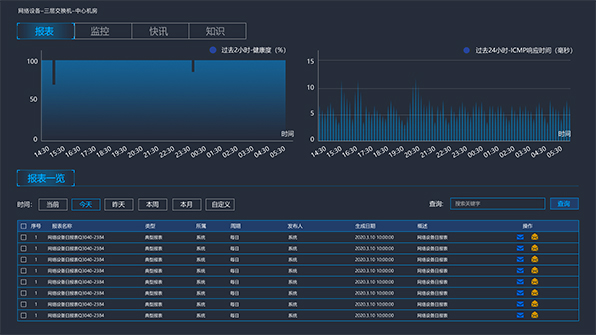 网络设备-三层交换机-中心机房
报表 监控 快讯 知识
过去2小时-健康度（%）
100
50
0
时间
14:30 15:30 16:30 17:30 18:30 19:30 20:30 21:30 22:30 23:30 00:30 01:30 02:30 03:30 04:30 05:30
过去24小时-ICMP响应时间（毫秒）
15
10
5
0
时间
14:30 15:30 16:30 17:30 18:30 19:30 20:30 21:30 22:30 23:30 00:30 01:30 02:30 03:30 04:30 05:30
报表一览
时间: 当前 今天 昨天 本周 本月 自定义 查询: 搜索关键字 查询
序号 报表名称 类型 所属 周期 发布人 生成日期 描述 操作
1 网络设备日报表Q3040-2384 典型报表 系统 每日 系统 2020.3.10 10:00:00 网络设备日报表
1 网络设备日报表Q3040-2384 典型报表 系统 每日 系统 2020.3.10 10:00:00 网络设备日报表
1 网络设备日报表Q3040-2384 典型报表 系统 每日 系统 2020.3.10 10:00:00 网络设备日报表
1 网络设备日报表Q3040-2384 典型报表 系统 每日 系统 2020.3.10 10:00:00 网络设备日报表
1 网络设备日报表Q3040-2384 典型报表 系统 每日 系统 2020.3.10 10:00:00 网络设备日报表
1 网络设备日报表Q3040-2384 典型报表 系统 每日 系统 2020.3.10 10:00:00 网络设备日报表
1 网络设备日报表Q3040-2384 典型报表 系统 每日 系统 2020.3.10 10:00:00 网络设备日报表
1 网络设备日报表Q3040-2384 典型报表 系统 每日 系统 2020.3.10 10:00:00 网络设备日报表